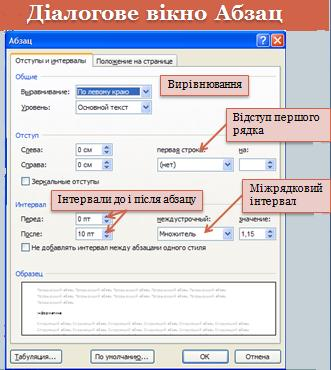 Діалогове вікно Абзац
Абзац
Отступы и интервалы Положение на странице
Общие
Выравнивание: По левому краю
Вирівнювання
Уровень: Основной текст
Відступ першого
рядка
Отступ
Слева: 0 см первая строка: на:
Справа: 0 см (нет)
Зеркальные отступы
Інтервали до і після абзацу
Міжрядковий
інтервал
Интервал
Перед: 0 пт междустрочный: значение:
После: 10 пт Множитель 1,15
Не добавлять интервал между абзацами одного стиля
Образец
Табуляция... По умолчанию... ОК Отмена